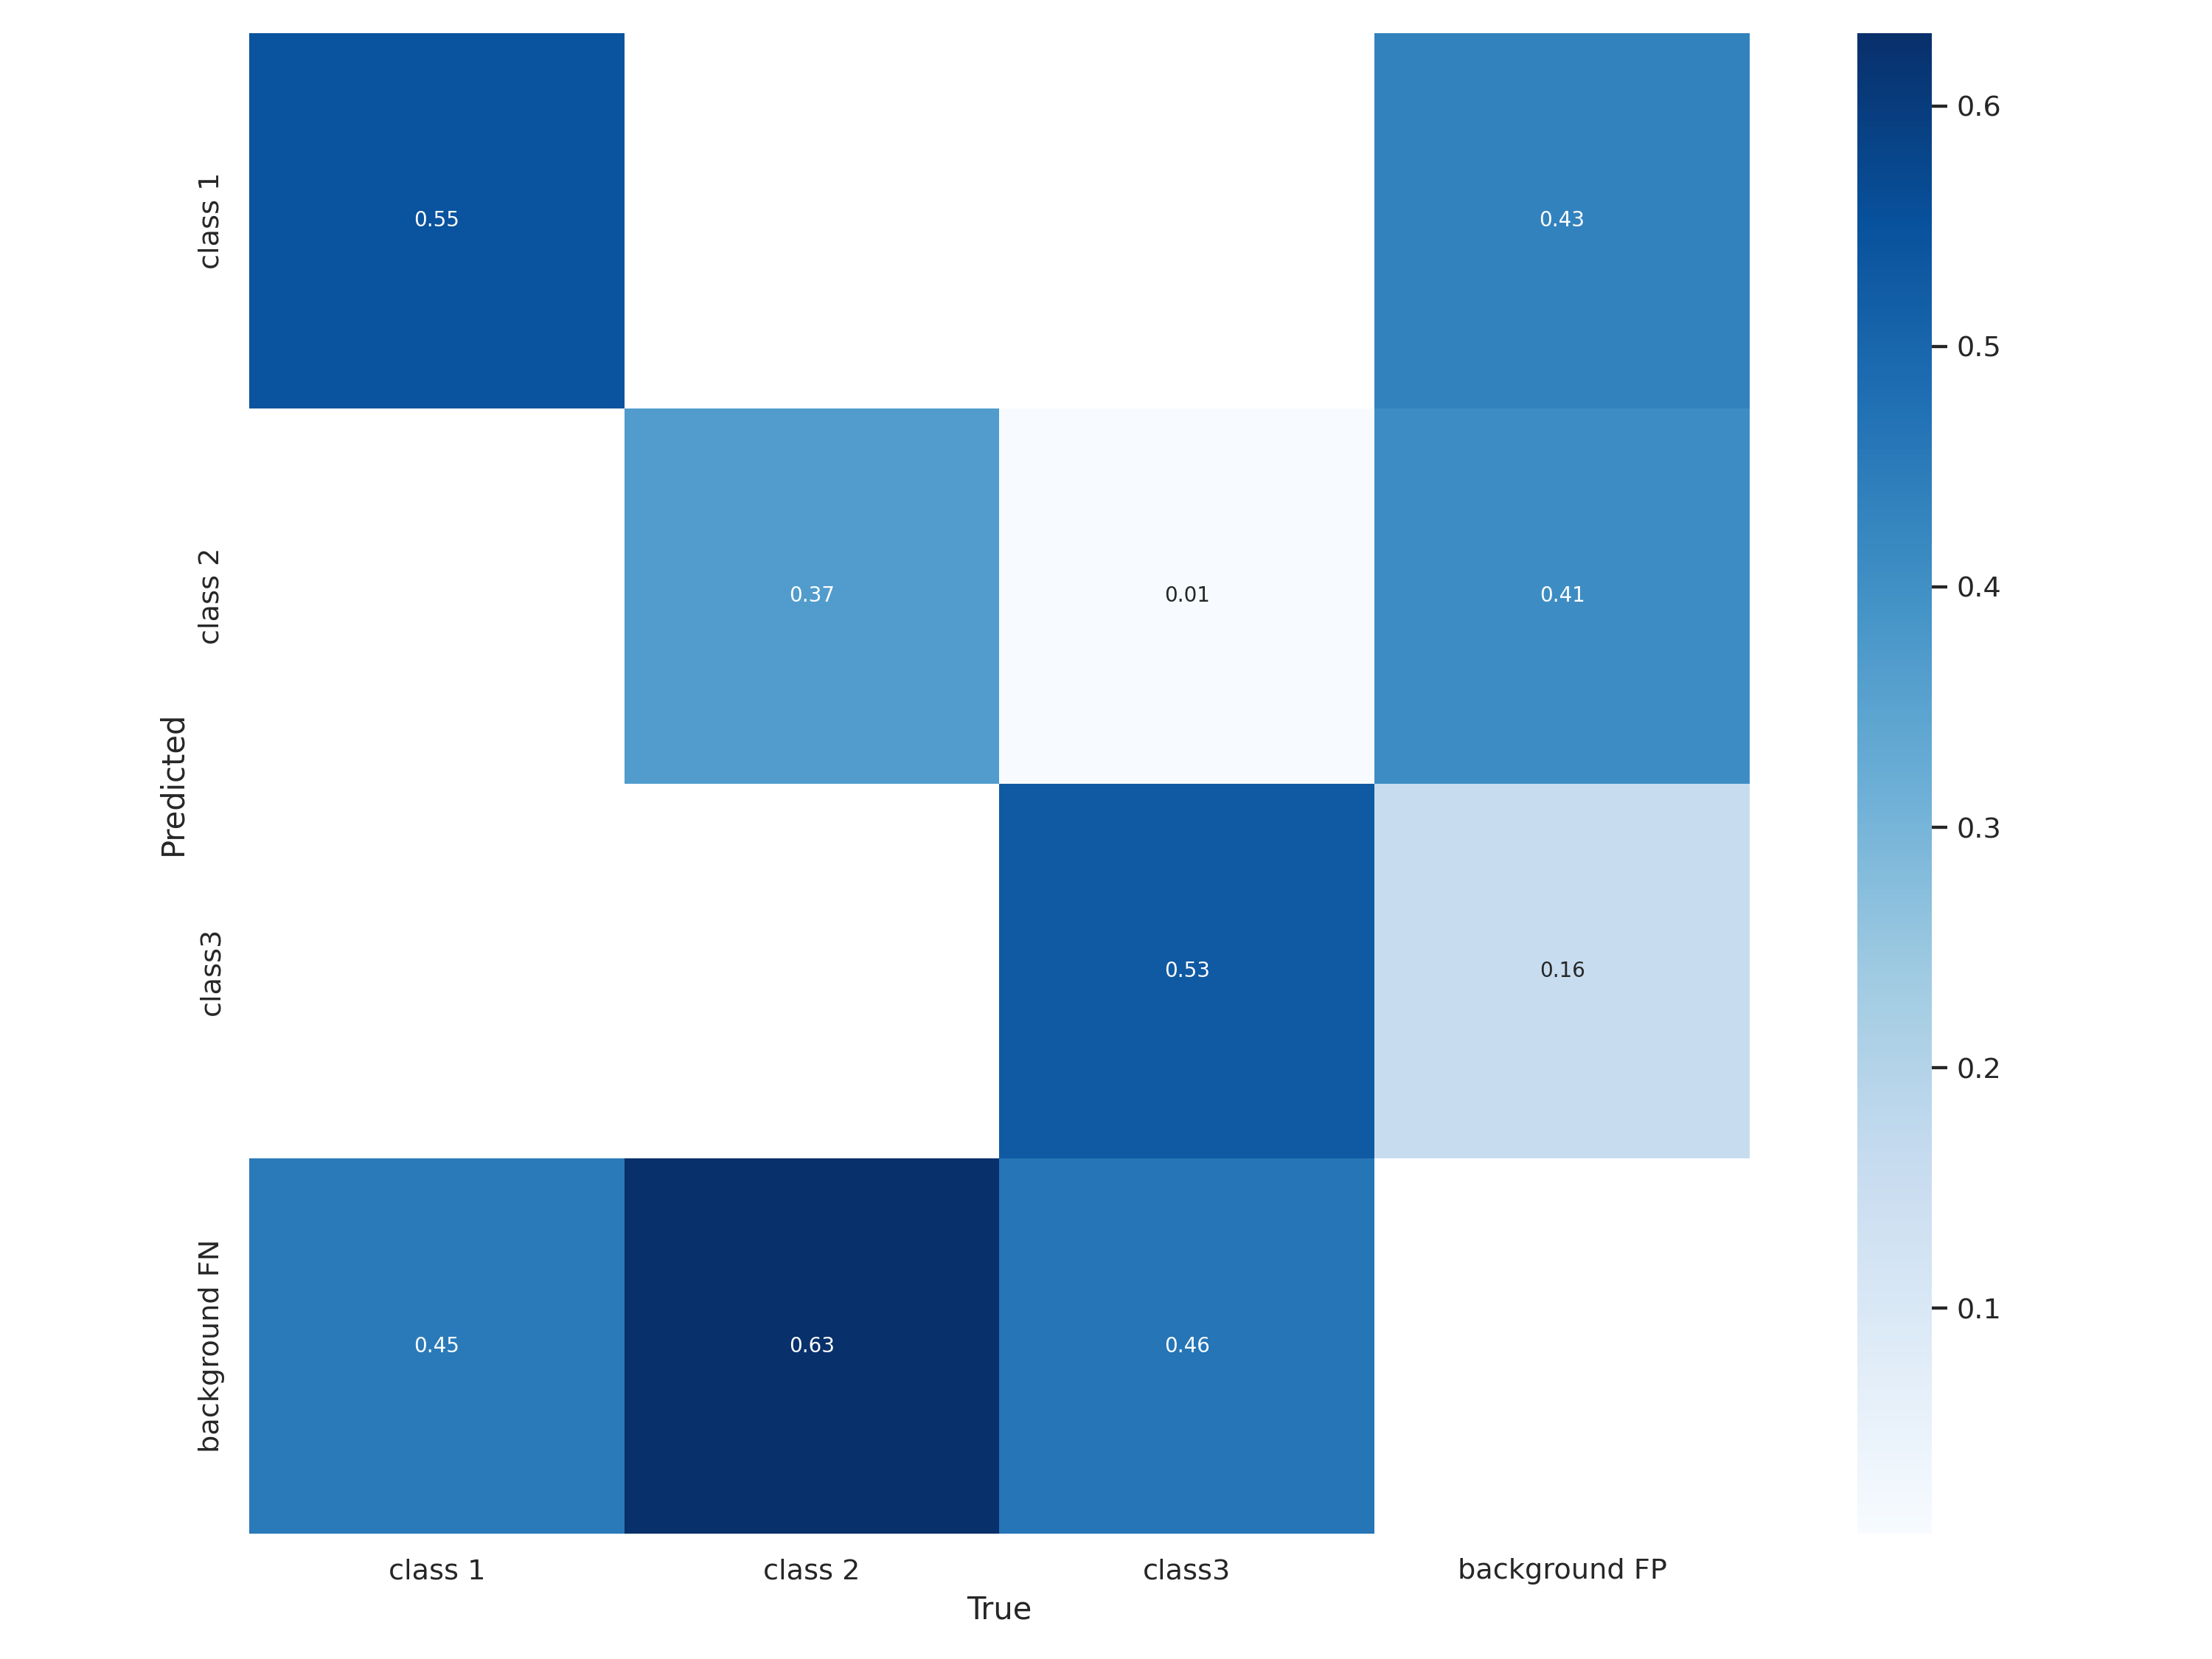 class 1
0.55
0.43
class 2
0.37
0.01
0.41
class3
0.53
0.16
background FN
0.45
0.63
0.46
Predicted
class 1
class 2
class3
background FP
True
0.6
0.5
0.4
0.3
0.2
0.1